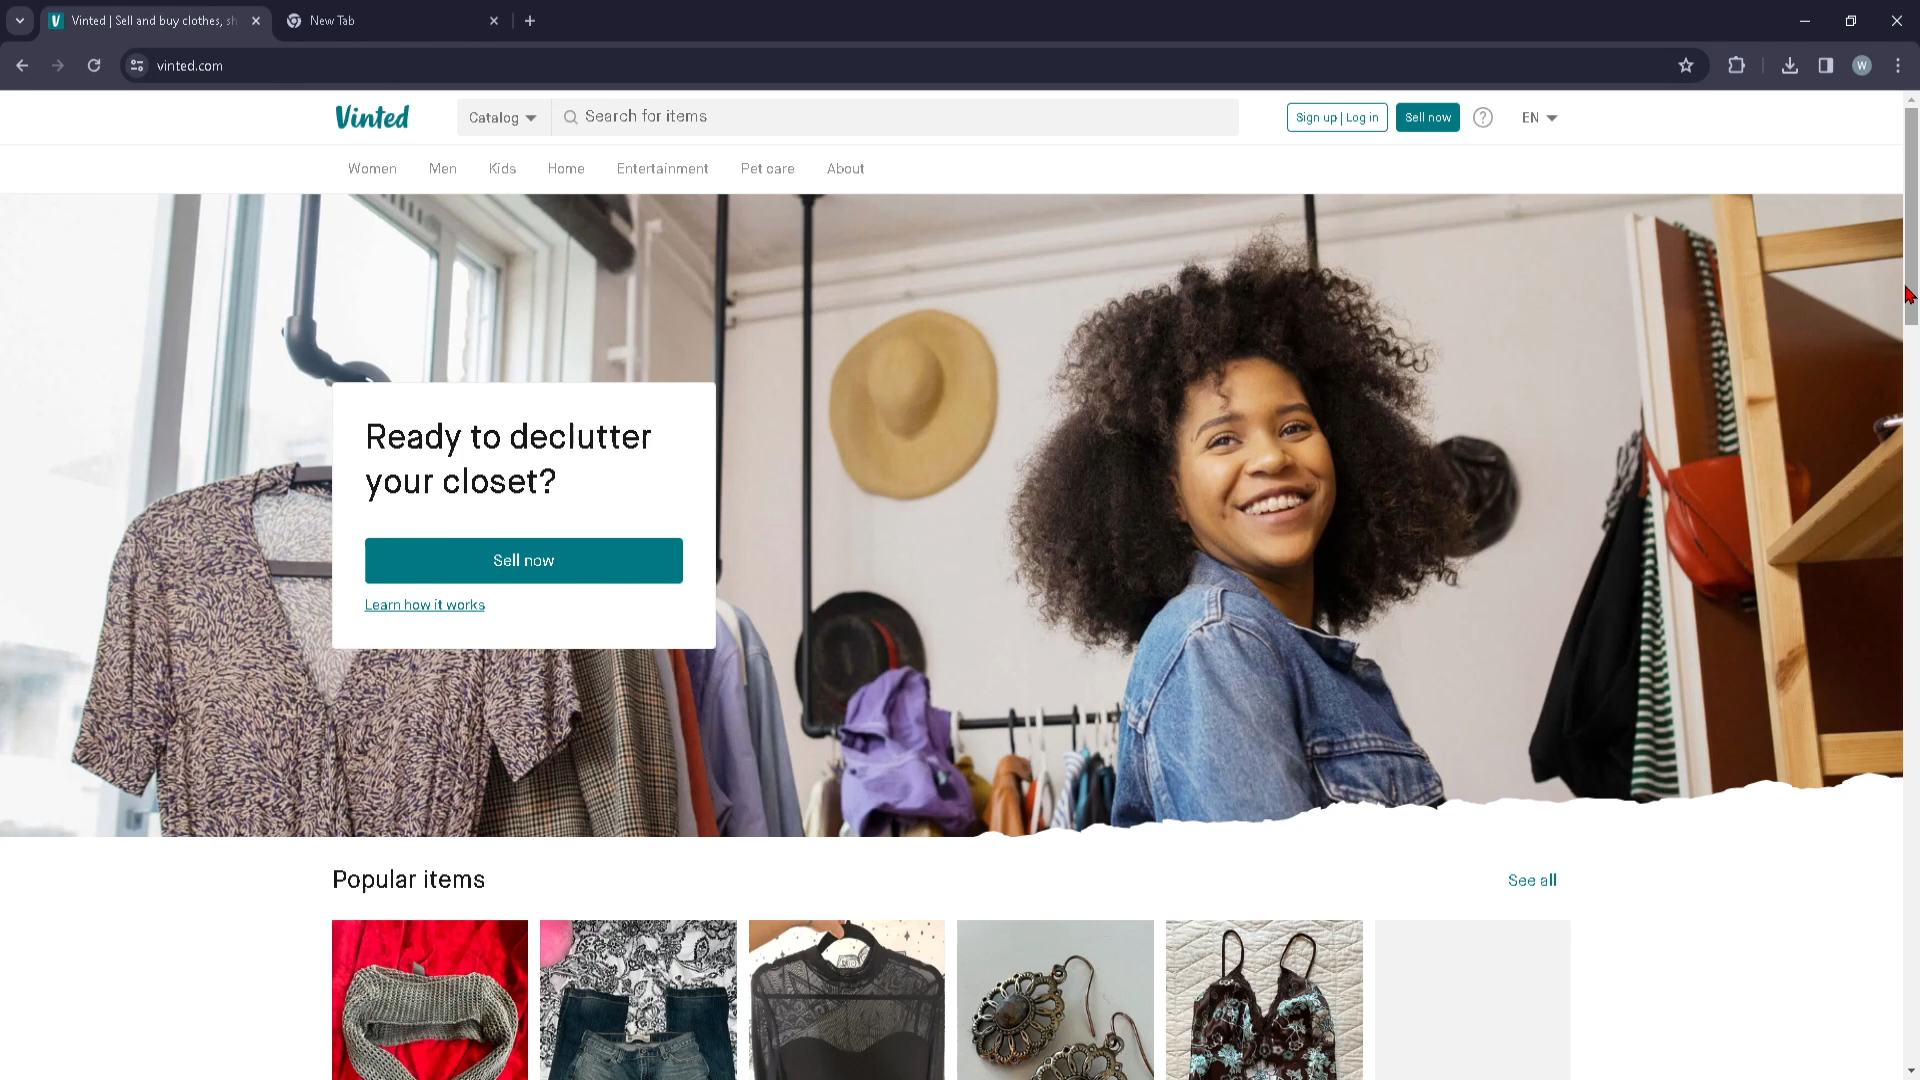 Vinted | Sell and buy clothes, sh
New Tab
vinted.com
W
Vinted
Catalog
Search for items
Sign up | Log in
Sell now
?
EN
Women
Men
Kids
Home
Entertainment
Pet care
About
Ready to declutter
your closet?
Sell now
Learn how it works
Popular items
See all